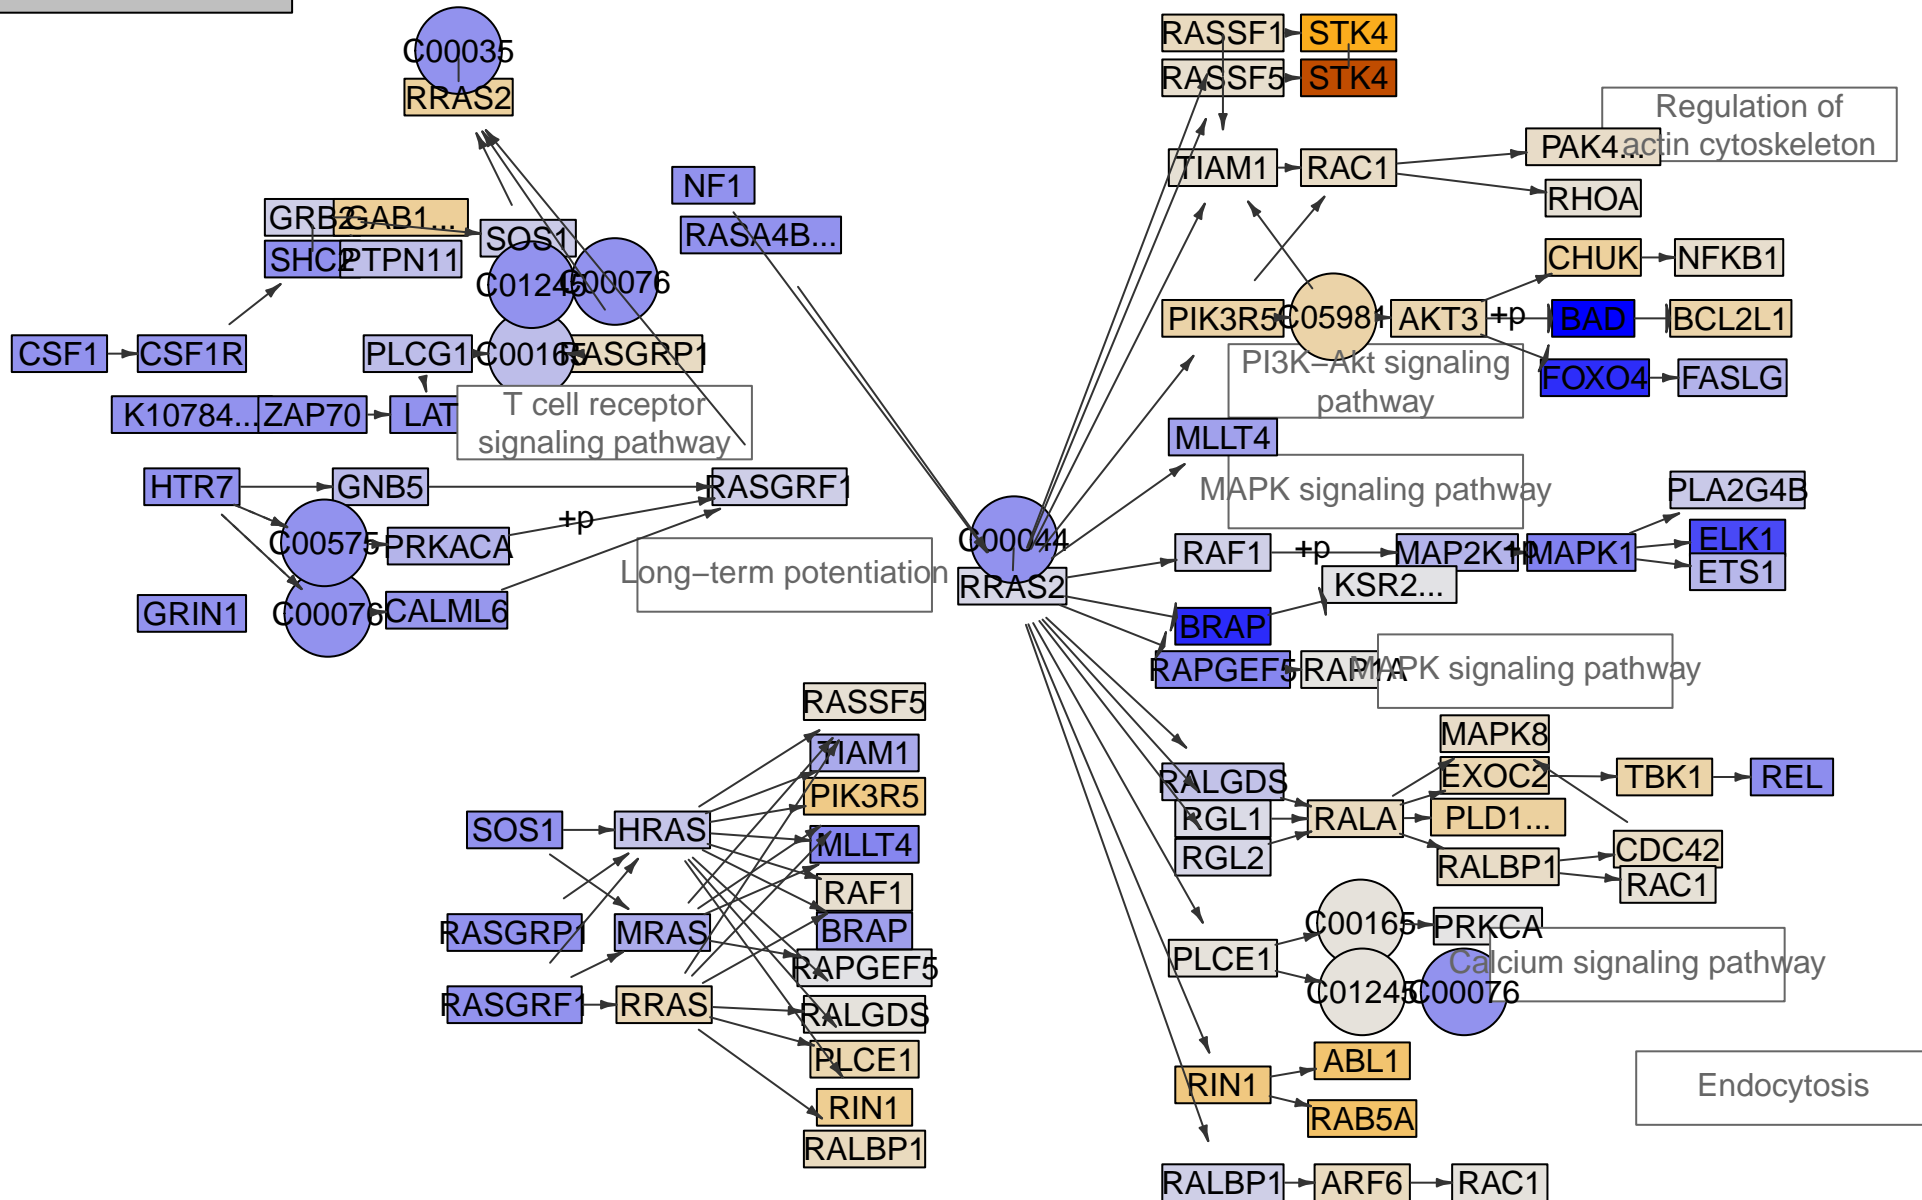 C00035
RRAS2
RASSF1
STK4
RASSF5
STK4
Regulation of
actin cytoskeleton
PAK4...
TIAM1
RAC1
RHOA
NF1
RASA4B...
GRB2
GAB1...
SOS1
SHC2
PTPN11
C01245
C00076
CHUK
NFKB1
PIK3R5
C05981
AKT3
+p
BAD
BCL2L1
CSF1
CSF1R
PLCG1
C00165
RASGRP1
PI3K–Akt signaling
pathway
FOXO4
FASLG
K10784...
ZAP70
LAT
T cell receptor
signaling pathway
MLLT4
HTR7
GNB5
RASGRF1
MAPK signaling pathway
PLA2G4B
+p
C00575
PRKACA
C00044
RAF1
+p
MAP2K1
+p
MAPK1
ELK1
ETS1
Long–term potentiation
RRAS2
KSR2...
GRIN1
C00076
CALML6
BRAP
RAPGEF5
RAP1A
MAPK signaling pathway
RASSF5
TIAM1
MAPK8
RALGDS
EXOC2
TBK1
REL
PIK3R5
SOS1
HRAS
RGL1
RALA
PLD1...
MLLT4
RGL2
RALBP1
CDC42
RAF1
RAC1
RASGRP1
MRAS
BRAP
C00165
PRKCA
RAPGEF5
PLCE1
Calcium signaling pathway
C01245
C00076
RASGRF1
RRAS
RALGDS
PLCE1
ABL1
RIN1
Endocytosis
RIN1
RAB5A
RALBP1
RALBP1
ARF6
RAC1